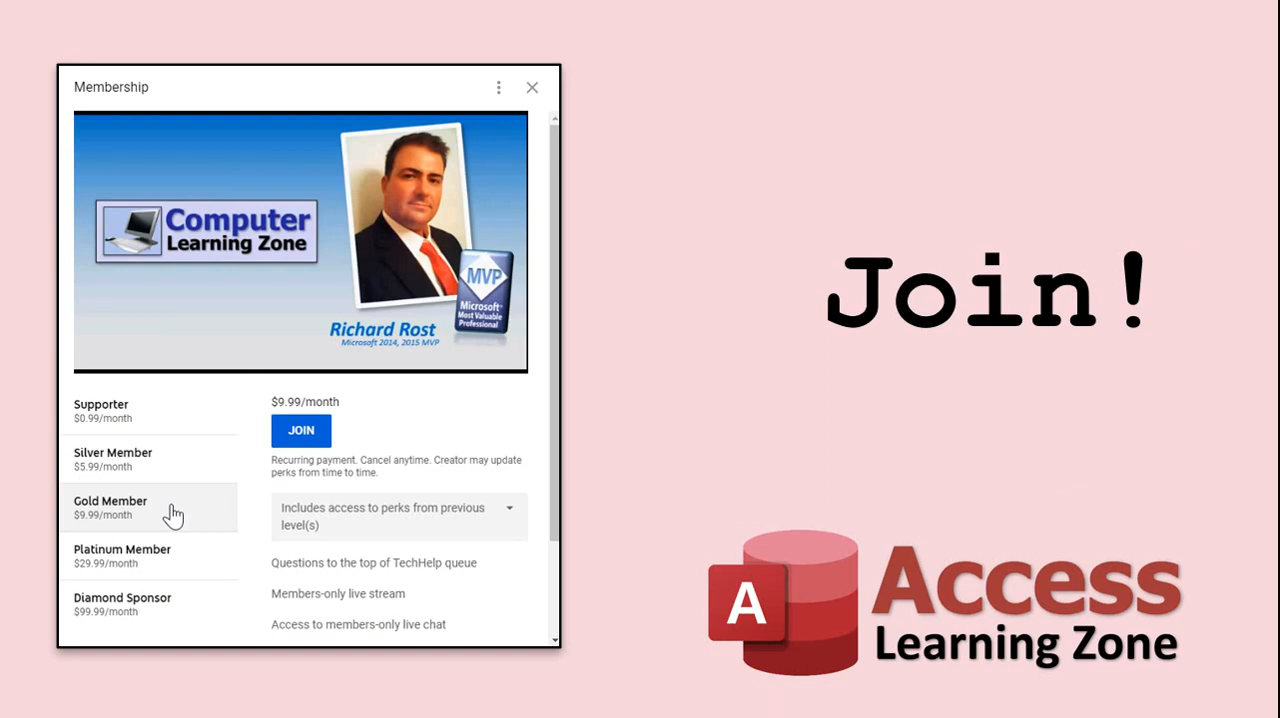 Membership
Computer
Learning Zone
MVP
Microsoft®
Most Valuable
Professional
Richard Rost
Microsoft 2014, 2015 MVP
Supporter
$0.99/month
Silver Member
$5.99/month
Gold Member
$9.99/month
Platinum Member
$29.99/month
Diamond Sponsor
$99.99/month
$9.99/month
JOIN
Recurring payment. Cancel anytime. Creator may update
perks from time to time.
Includes access to perks from previous
level(s)
Questions to the top of TechHelp queue
Members-only live stream
Access to members-only live chat
Join!
A
Access
Learning Zone